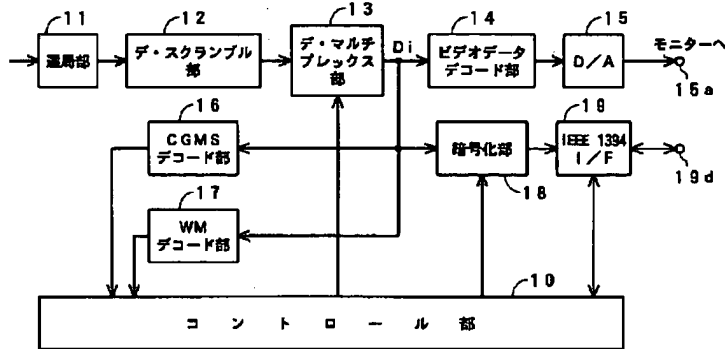 11
選局部
12
デ・スクランブル
部
13
デ・マルチ
プレックス
部
Di
14
ビデオデータ
デコード部
15
D/A
モニターへ
15a
16
CGMS
デコード部
17
WM
デコード部
暗号化部
18
19
IEEE 1394
I/F
19d
10
コントロール部